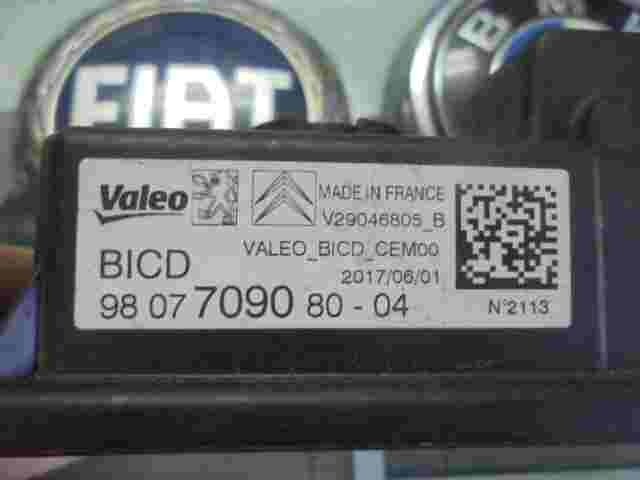 FIAT
B M
Valeo
MADE IN FRANCE
V29046805_B
BICD
VALEO_BICD_CEM00
2017/06/01
98 07 7090 80 - 04
N°2113